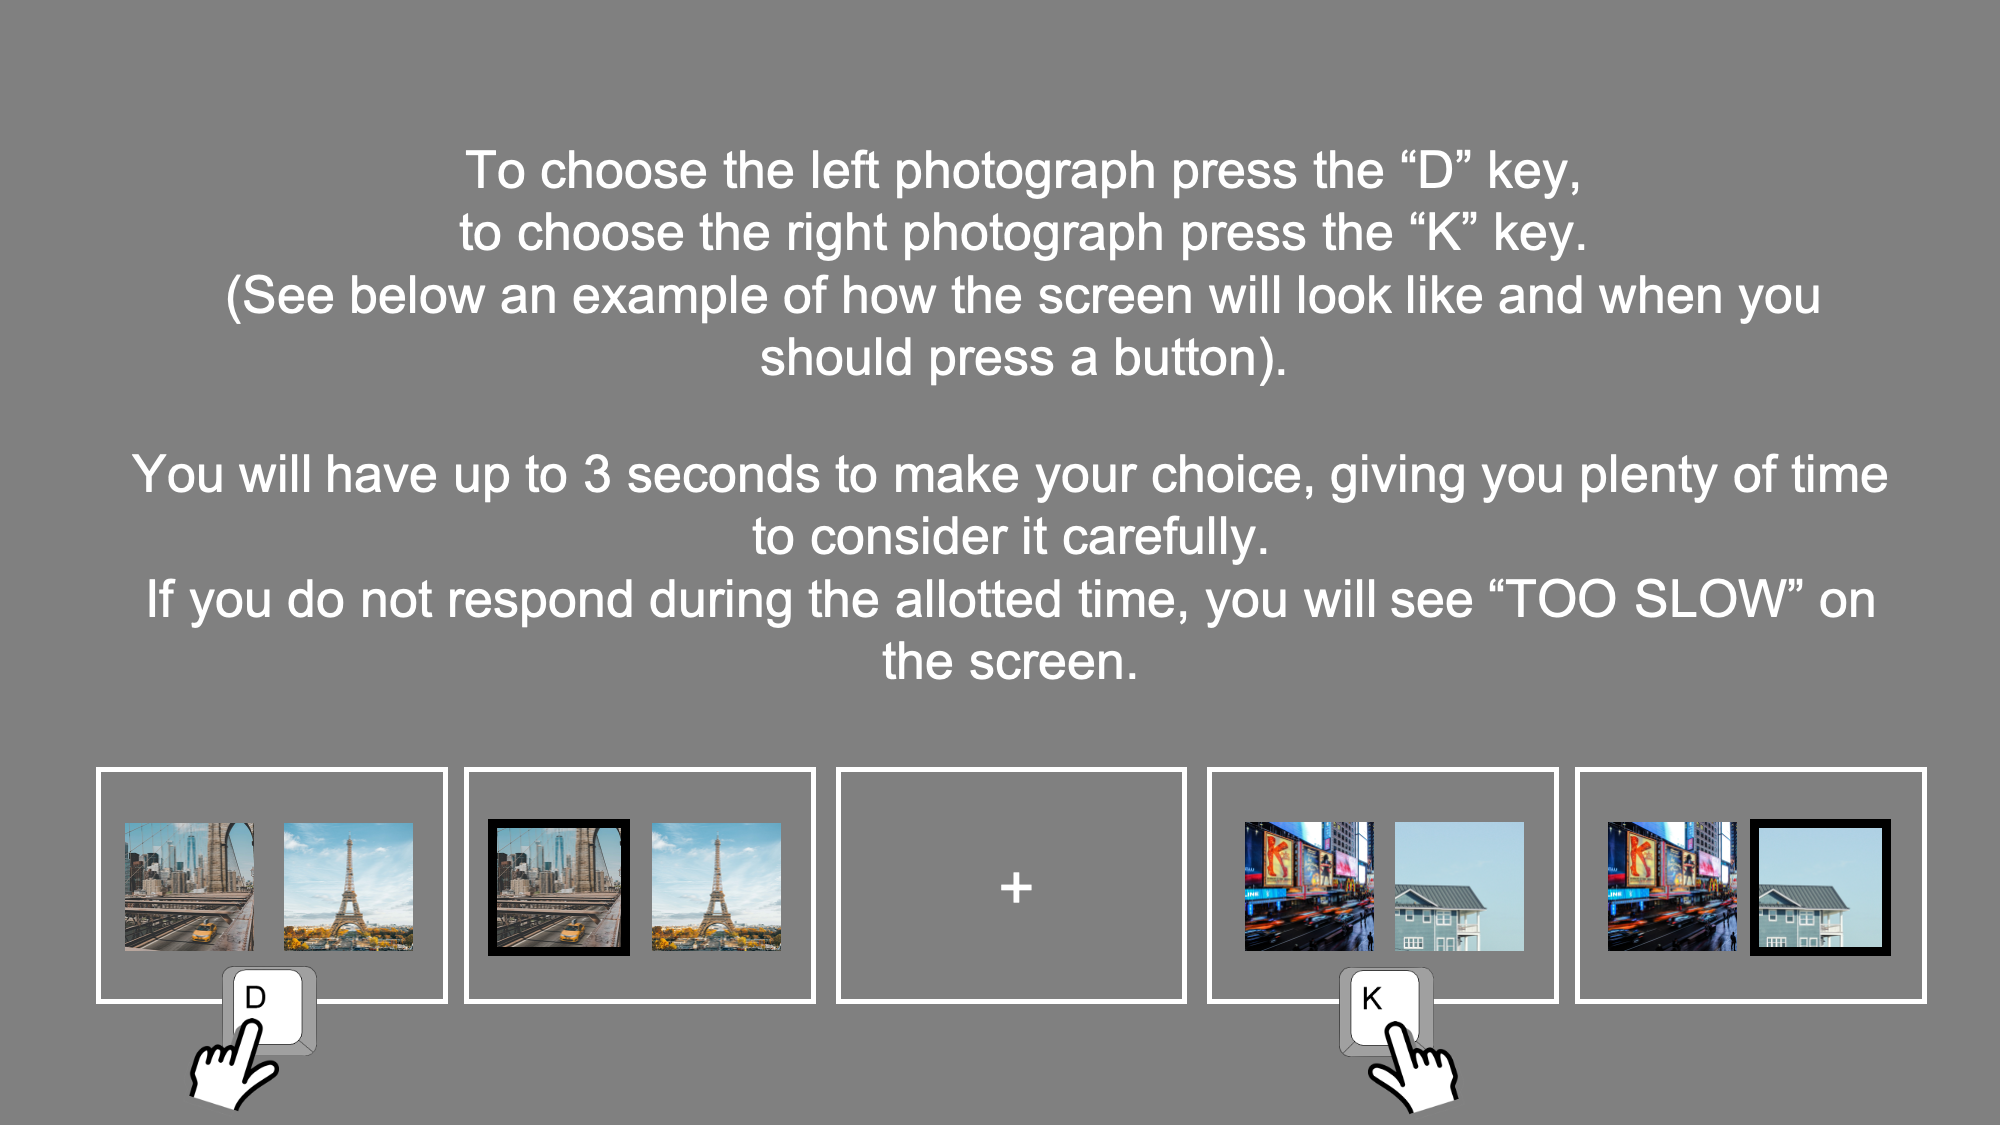 To choose the left photograph press the “D” key,
to choose the right photograph press the “K” key.
(See below an example of how the screen will look like and when you
should press a button).
You will have up to 3 seconds to make your choice, giving you plenty of time
to consider it carefully.
If you do not respond during the allotted time, you will see “TOO SLOW” on
the screen.
+
D
K